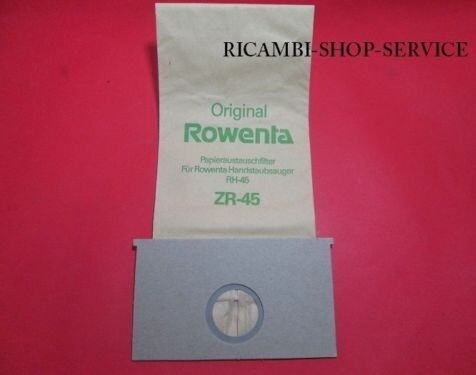 RICAMBI-SHOP-SERVICE
Original
Rowenta
Papieraustauschfilter
Für Rowenta Handstaubsauger
RH-45
ZR-45